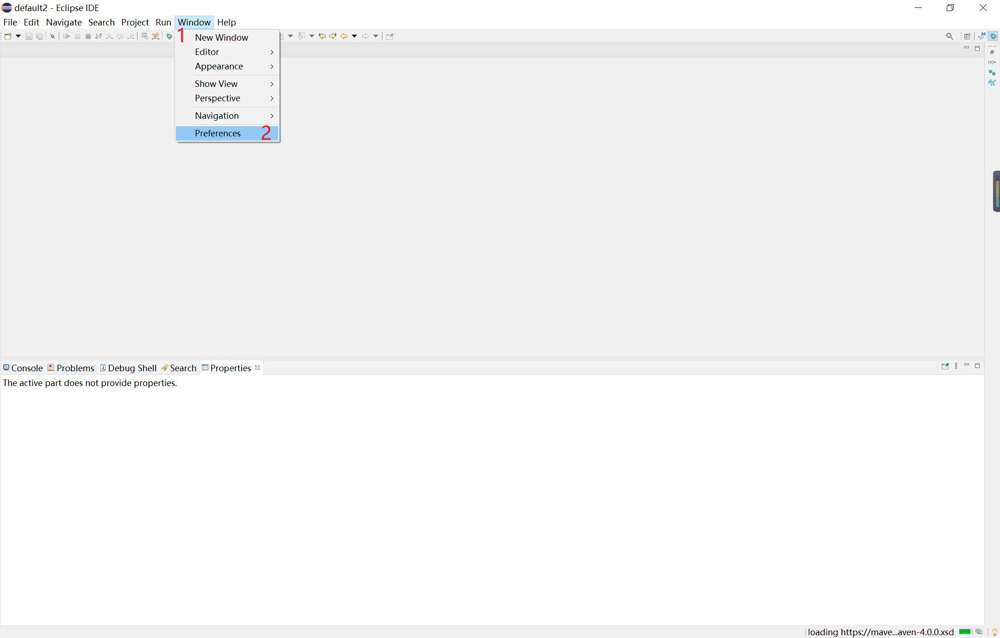 default2 - Eclipse IDE
File Edit Navigate Search Project Run Window Help
1
New Window
Editor
Appearance
Show View
Perspective
Navigation
Preferences 2
(x)=
Console Problems Debug Shell Search Properties
The active part does not provide properties.
loading https://mave...aven-4.0.0.xsd